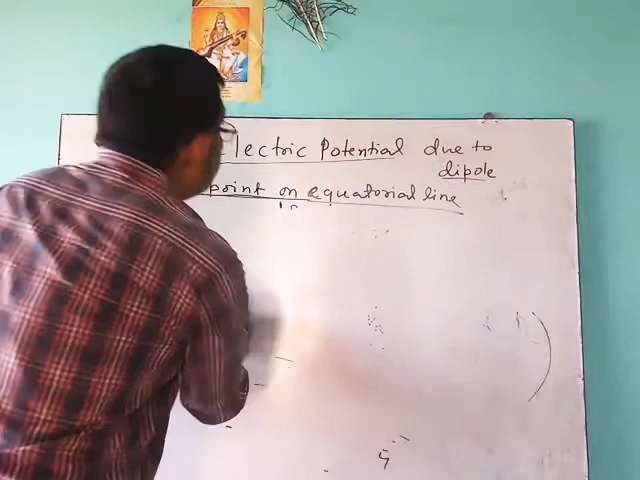 lectric Potential due to
dipole
point on equatorial line